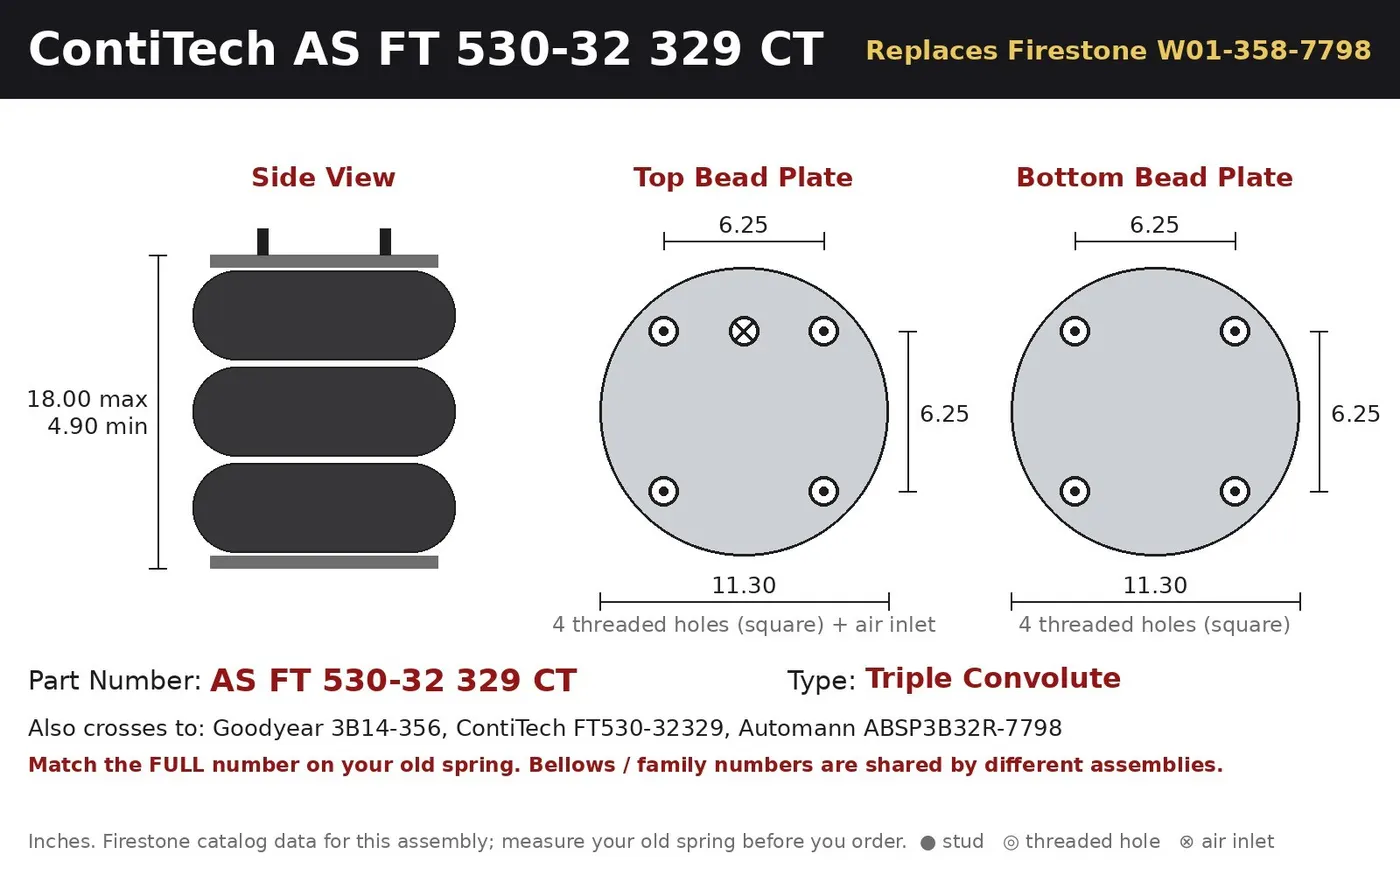 ContiTech AS FT 530-32 329 CT
Replaces Firestone W01-358-7798
Side View
Top Bead Plate
Bottom Bead Plate
6.25
6.25
18.00 max
4.90 min
6.25
6.25
11.30
11.30
4 threaded holes (square) + air inlet
4 threaded holes (square)
Part Number: AS FT 530-32 329 CT
Type: Triple Convolute
Also crosses to: Goodyear 3B14-356, ContiTech FT530-32329, Automann ABSP3B32R-7798
Match the FULL number on your old spring. Bellows / family numbers are shared by different assemblies.
Inches. Firestone catalog data for this assembly; measure your old spring before you order. ● stud ◎ threaded hole ⊗ air inlet